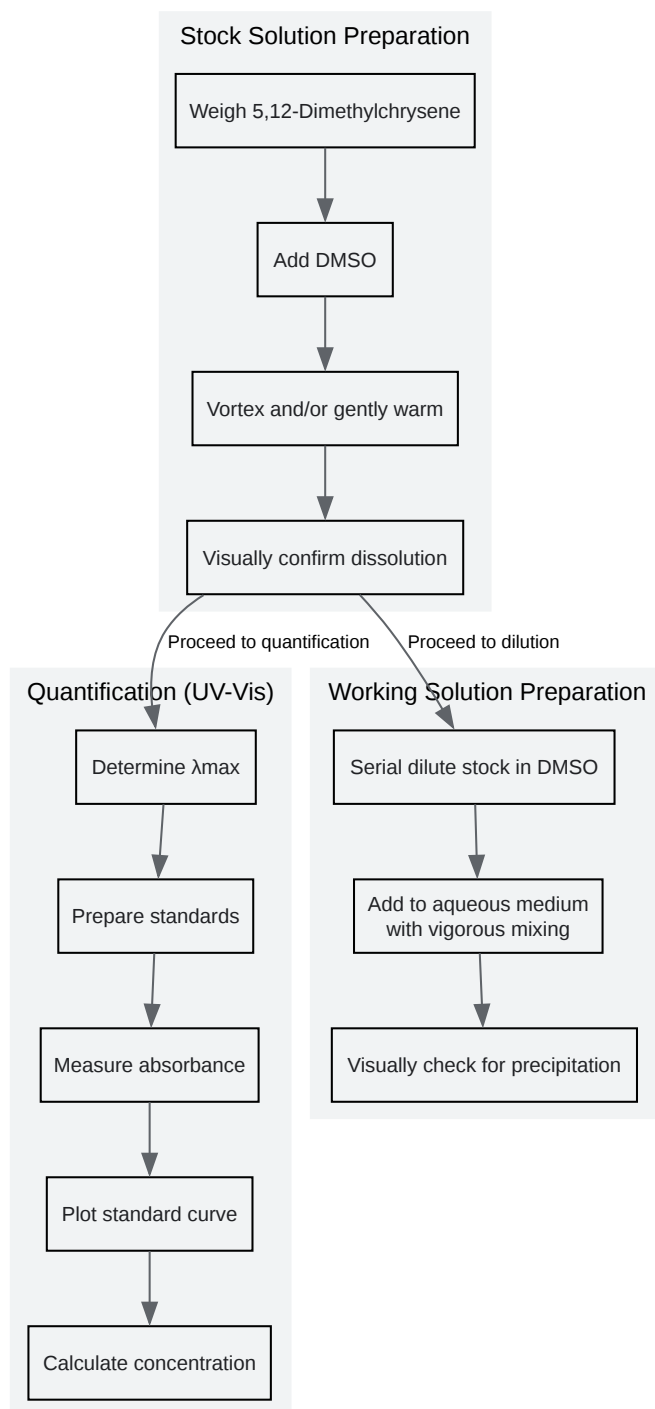 Stock Solution Preparation
Weigh 5,12-Dimethylchrysene
Add DMSO
Vortex and/or gently warm
Visually confirm dissolution
Proceed to quantification
Proceed to dilution
Quantification (UV-Vis)
Determine λmax
Prepare standards
Measure absorbance
Plot standard curve
Calculate concentration
Working Solution Preparation
Serial dilute stock in DMSO
Add to aqueous medium
with vigorous mixing
Visually check for precipitation